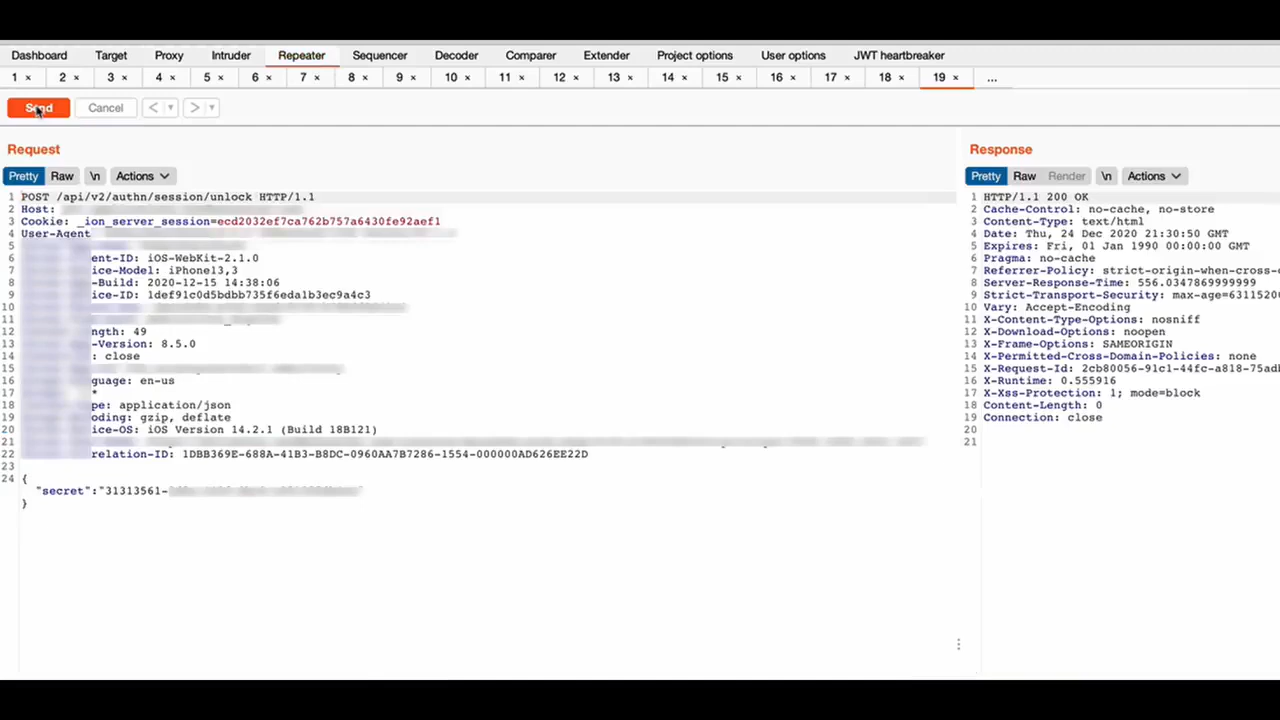 Dashboard Target Proxy Intruder Repeater Sequencer Decoder Comparer Extender Project options User options JWT heartbreaker
1 × 2 × 3 × 4 × 5 × 6 × 7 × 8 × 9 × 10 × 11 × 12 × 13 × 14 × 15 × 16 × 17 × 18 × 19 × ...
Send Cancel < ▾ > ▾
Request
Pretty Raw \n Actions
1 POST /api/v2/authn/session/unlock HTTP/1.1
2 Host:
3 Cookie: _ion_server_session=ecd2032ef7ca762b757a6430fe92aef1
4 User-Agent
5
6 ent-ID: iOS-WebKit-2.1.0
7 ice-Model: iPhone13,3
8 -Build: 2020-12-15 14:38:06
9 ice-ID: 1def91c0d5bdbb735f6eda1b3ec9a4c3
10
11
12 ngth: 49
13 -Version: 8.5.0
14 : close
15
16 guage: en-us
17 *
18 ype: application/json
19 oding: gzip, deflate
20 ice-OS: iOS Version 14.2.1 (Build 18B121)
21
22 relation-ID: 1DBB369E-688A-41B3-B8DC-0960AA7B7286-1554-000000AD626EE22D
23
24 {
"secret":"31313561-
}
Response
Pretty Raw Render \n Actions
1 HTTP/1.1 200 OK
2 Cache-Control: no-cache, no-store
3 Content-Type: text/html
4 Date: Thu, 24 Dec 2020 21:30:50 GMT
5 Expires: Fri, 01 Jan 1990 00:00:00 GMT
6 Pragma: no-cache
7 Referrer-Policy: strict-origin-when-cross-
8 Server-Response-Time: 556.0347869999999
9 Strict-Transport-Security: max-age=6311520
10 Vary: Accept-Encoding
11 X-Content-Type-Options: nosniff
12 X-Download-Options: noopen
13 X-Frame-Options: SAMEORIGIN
14 X-Permitted-Cross-Domain-Policies: none
15 X-Request-Id: 2cb80056-91c1-44fc-a818-75ad
16 X-Runtime: 0.555916
17 X-Xss-Protection: 1; mode=block
18 Content-Length: 0
19 Connection: close
20
21